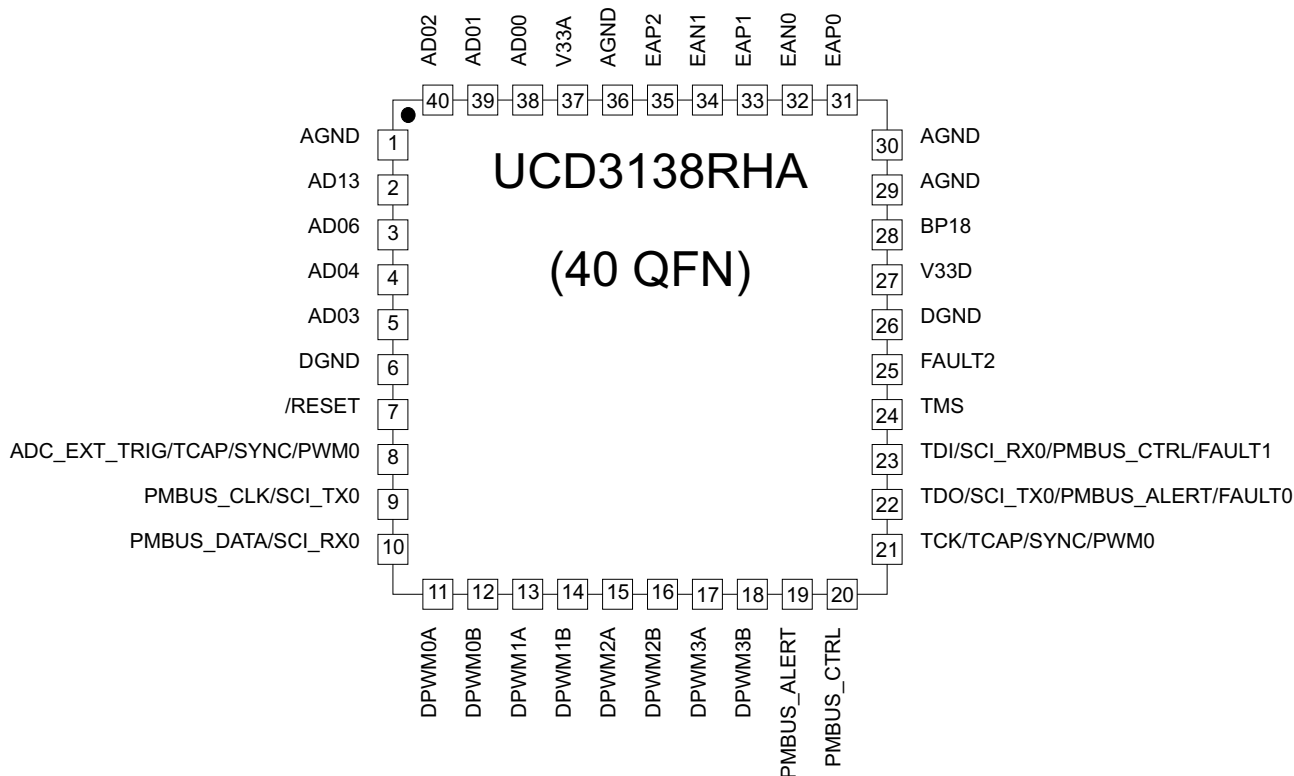 AD02
AD01
AD00
V33A
AGND
EAP2
EAN1
EAP1
EAN0
EAP0
40 39 38 37 36 35 34 33 32 31
UCD3138RHA
(40 QFN)
AGND 1
AD13 2
AD06 3
AD04 4
AD03 5
DGND 6
/RESET 7
ADC_EXT_TRIG/TCAP/SYNC/PWM0 8
PMBUS_CLK/SCI_TX0 9
PMBUS_DATA/SCI_RX0 10
30 AGND
29 AGND
28 BP18
27 V33D
26 DGND
25 FAULT2
24 TMS
23 TDI/SCI_RX0/PMBUS_CTRL/FAULT1
22 TDO/SCI_TX0/PMBUS_ALERT/FAULT0
21 TCK/TCAP/SYNC/PWM0
11 12 13 14 15 16 17 18 19 20
DPWM0A
DPWM0B
DPWM1A
DPWM1B
DPWM2A
DPWM2B
DPWM3A
DPWM3B
PMBUS_ALERT
PMBUS_CTRL